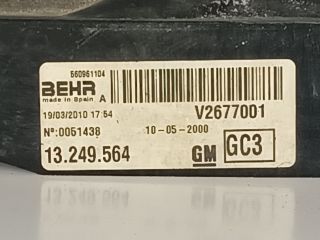 560961104
BEHR
made in Spain A
19/03/2010 17:54 V2677001
Nº:0051438 10-05-2000
13.249.564 GM GC3